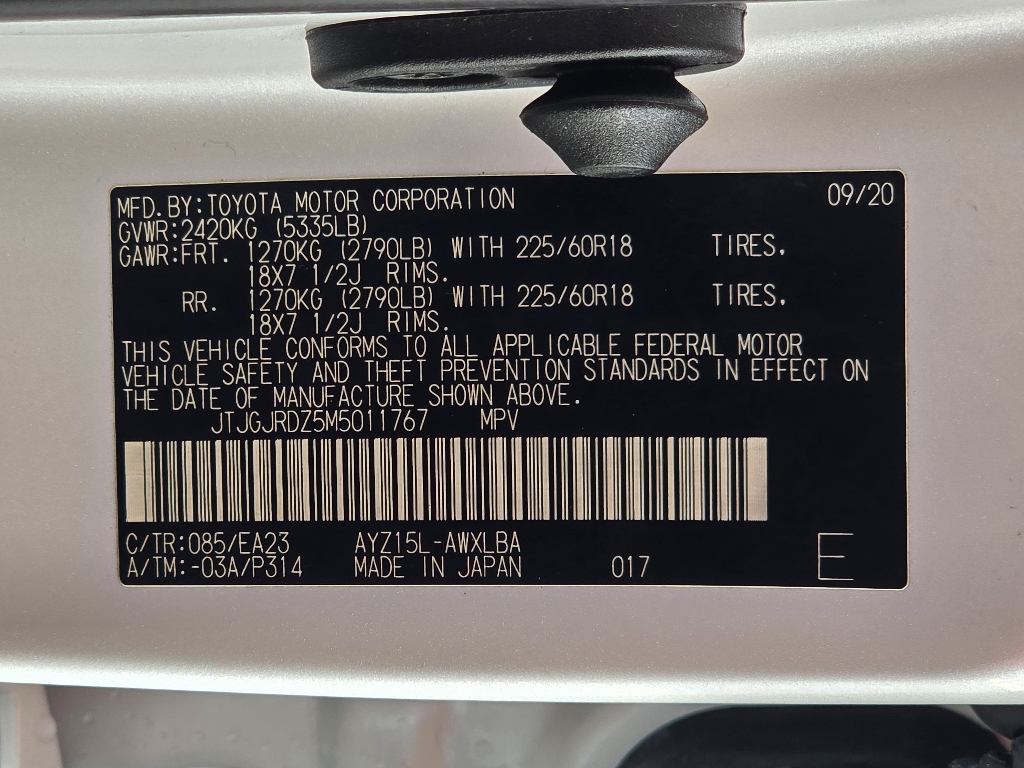 MFD.BY:TOYOTA MOTOR CORPORATION 09/20
GVWR:2420KG (5335LB)
GAWR:FRT. 1270KG (2790LB) WITH 225/60R18 TIRES.
18X7 1/2J RIMS.
RR. 1270KG (2790LB) WITH 225/60R18 TIRES.
18X7 1/2J RIMS.
THIS VEHICLE CONFORMS TO ALL APPLICABLE FEDERAL MOTOR
VEHICLE SAFETY AND THEFT PREVENTION STANDARDS IN EFFECT ON
THE DATE OF MANUFACTURE SHOWN ABOVE.
JTJGJRDZ5M5011767 MPV
C/TR:085/EA23 AYZ15L-AWXLBA E
A/TM:-03A/P314 MADE IN JAPAN 017